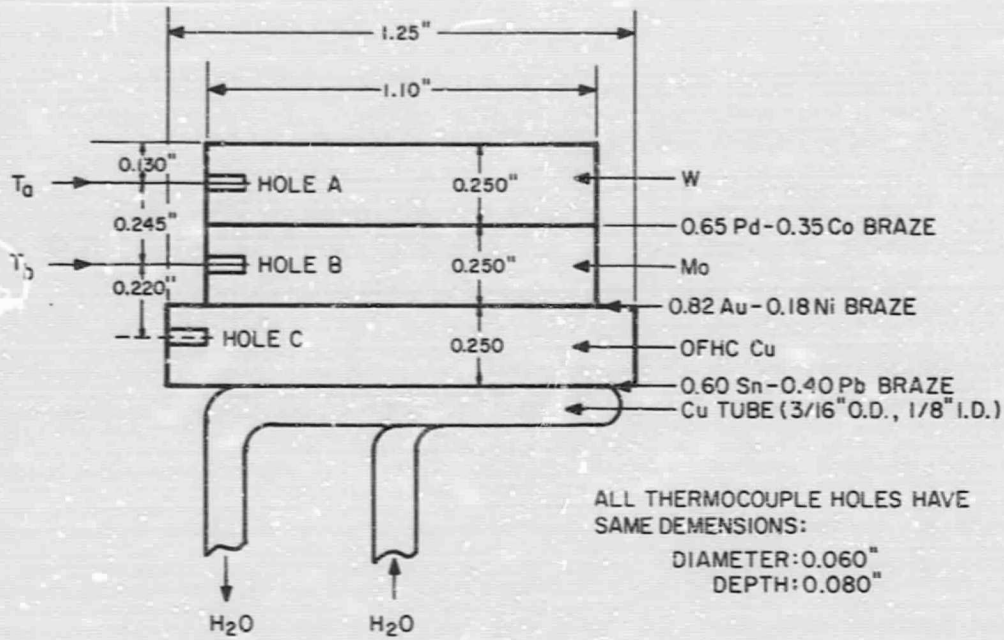 1.25"
1.10"
0.130"
Ta
HOLE A
0.250"
W
0.245"
0.65 Pd-0.35 Co BRAZE
Tb
HOLE B
0.250"
Mo
0.220"
0.82 Au-0.18 Ni BRAZE
HOLE C
0.250
OFHC Cu
0.60 Sn-0.40 Pb BRAZE
Cu TUBE (3/16" O.D., 1/8" I.D.)
ALL THERMOCOUPLE HOLES HAVE
SAME DEMENSIONS:
DIAMETER:0.060"
DEPTH:0.080"
H2O
H2O